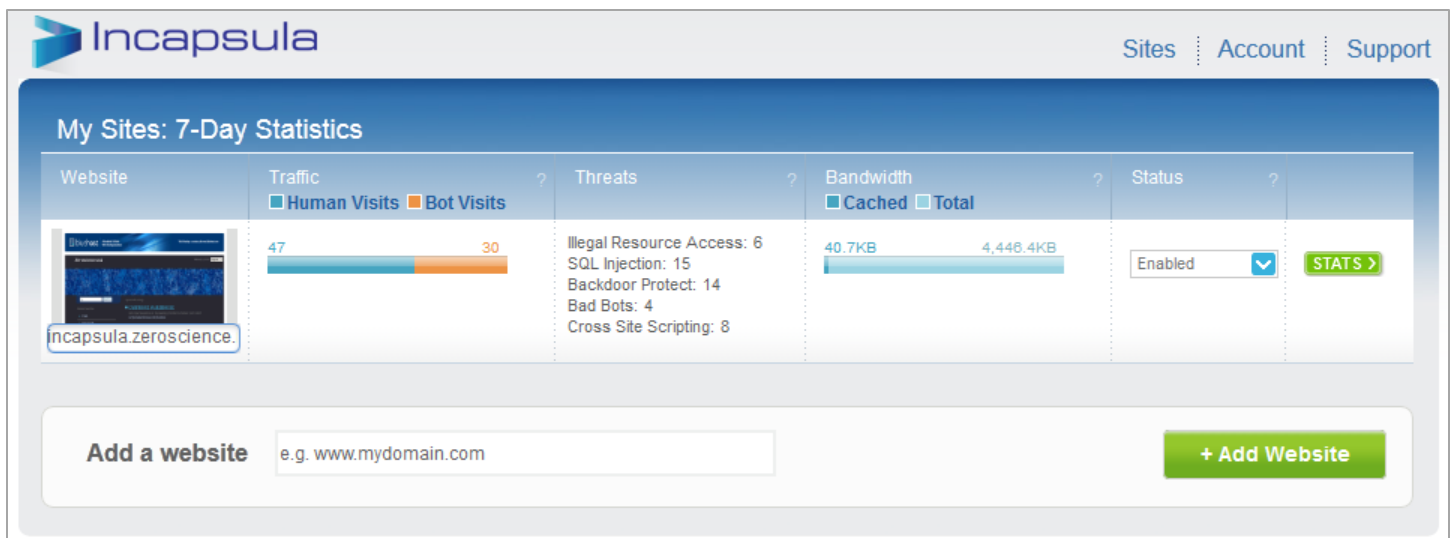 Incapsula
Sites Account Support
My Sites: 7-Day Statistics
Website Traffic ? Threats ? Bandwidth ? Status ?
Human Visits Bot Visits Cached Total
47 30 Illegal Resource Access: 6 40.7KB 4,446.4KB
SQL Injection: 15 Enabled STATS
Backdoor Protect: 14
Bad Bots: 4
Cross Site Scripting: 8
incapsula.zeroscience.
Add a website e.g. www.mydomain.com + Add Website